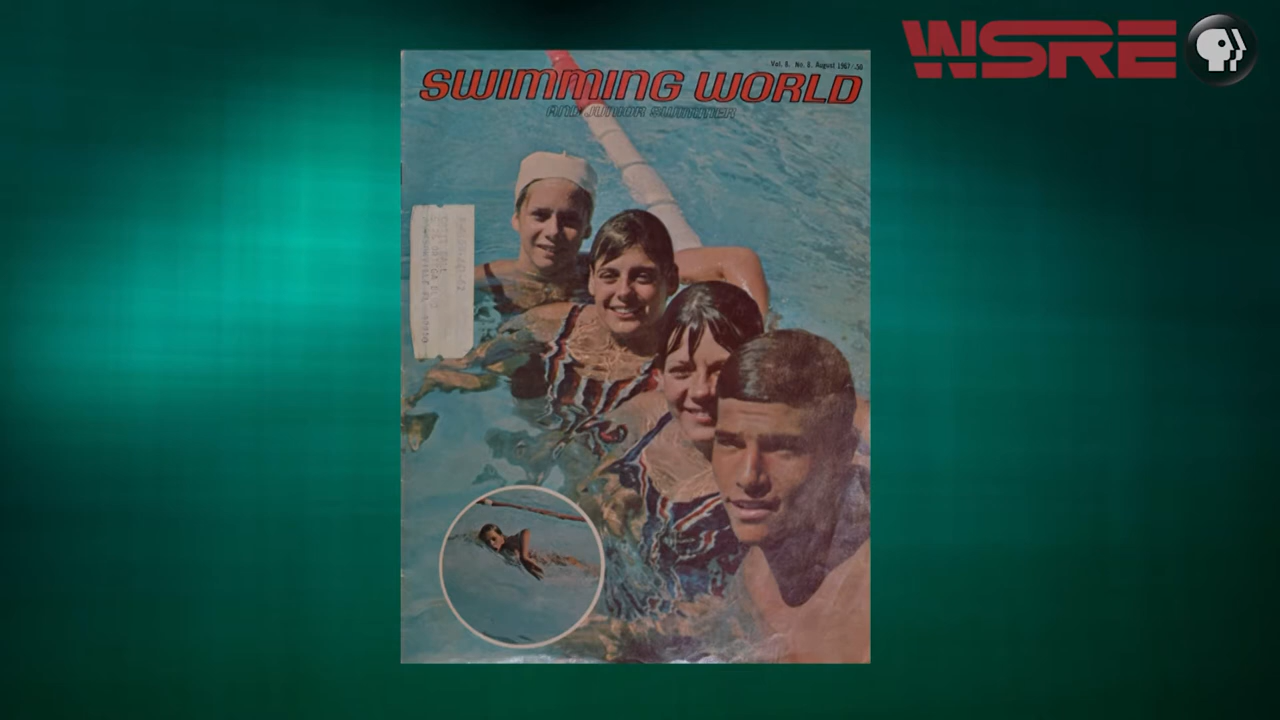 WSRE
Vol. 8. No. 8. August 1967/.50
SWIMMING WORLD
AND JUNIOR SWIMMER